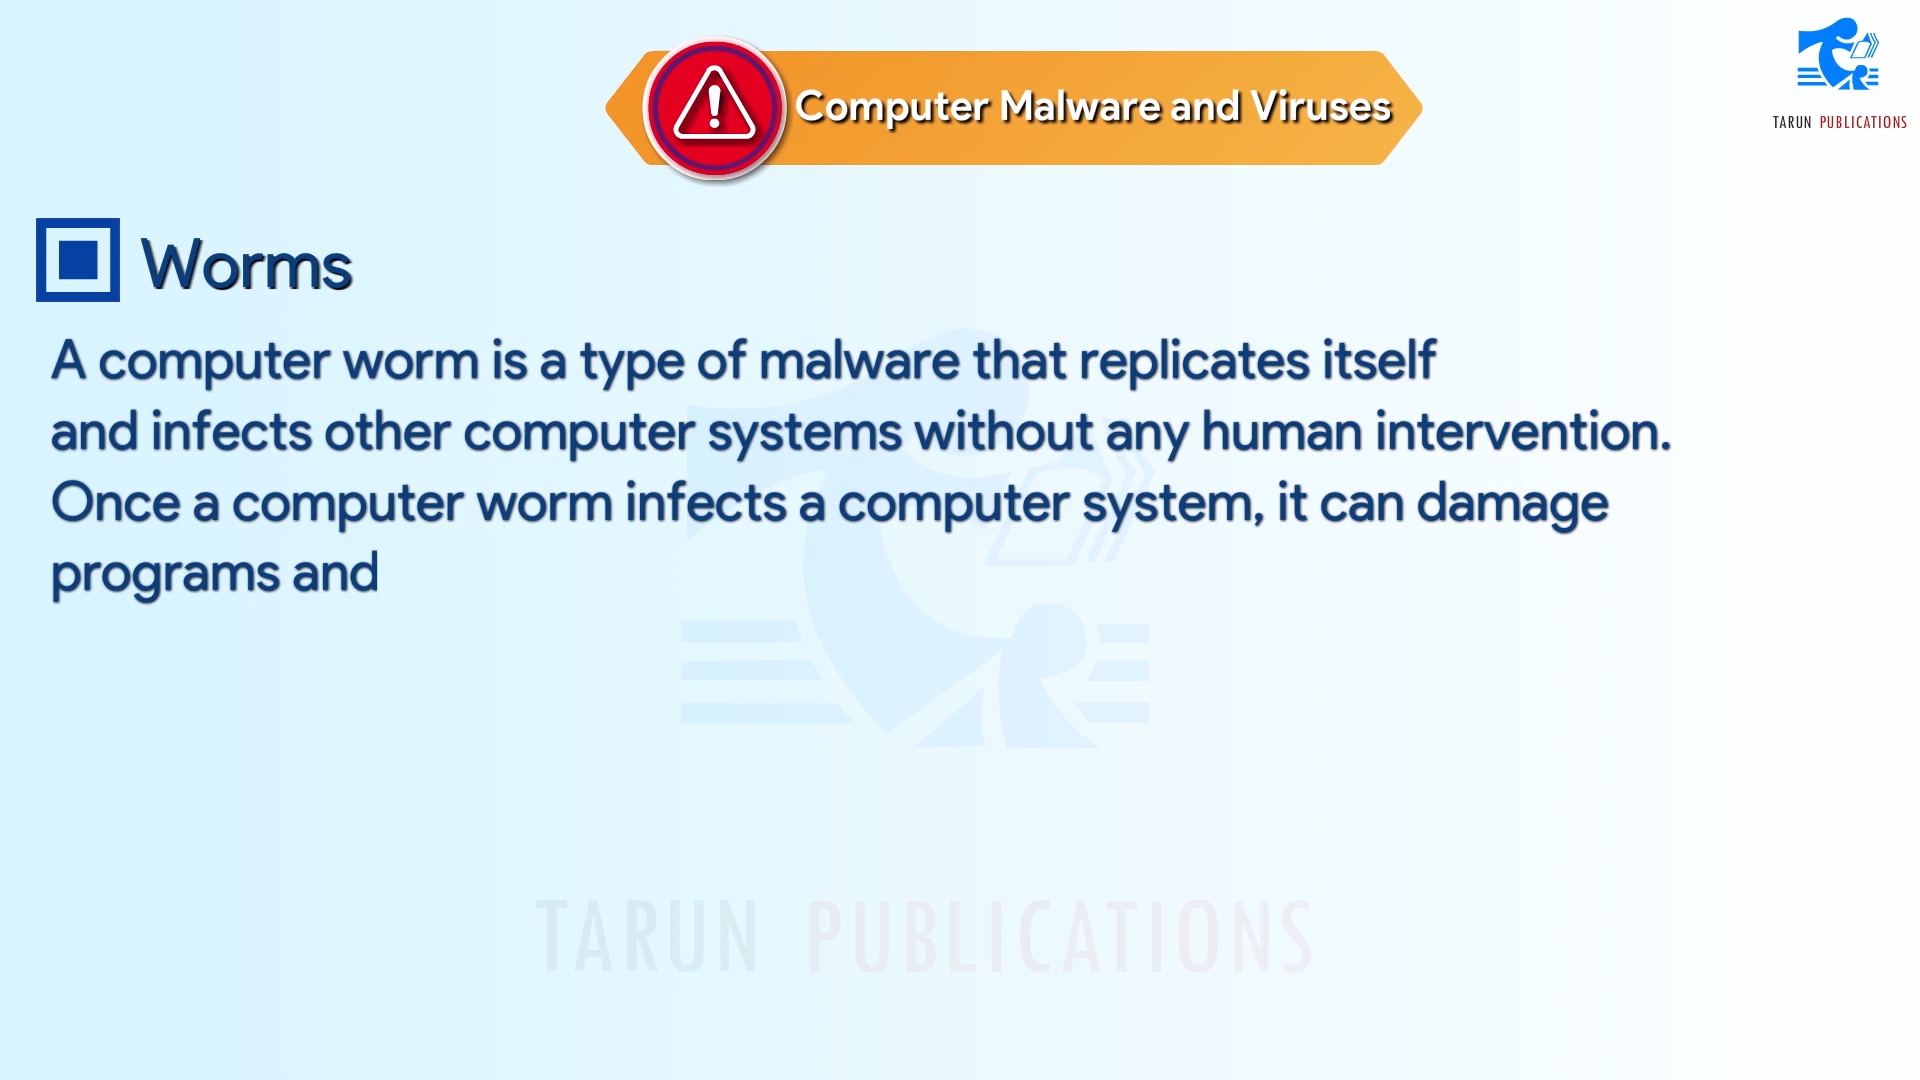 Computer Malware and Viruses
TARUN PUBLICATIONS
Worms
A computer worm is a type of malware that replicates itself
and infects other computer systems without any human intervention.
Once a computer worm infects a computer system, it can damage
programs and
TARUN PUBLICATIONS